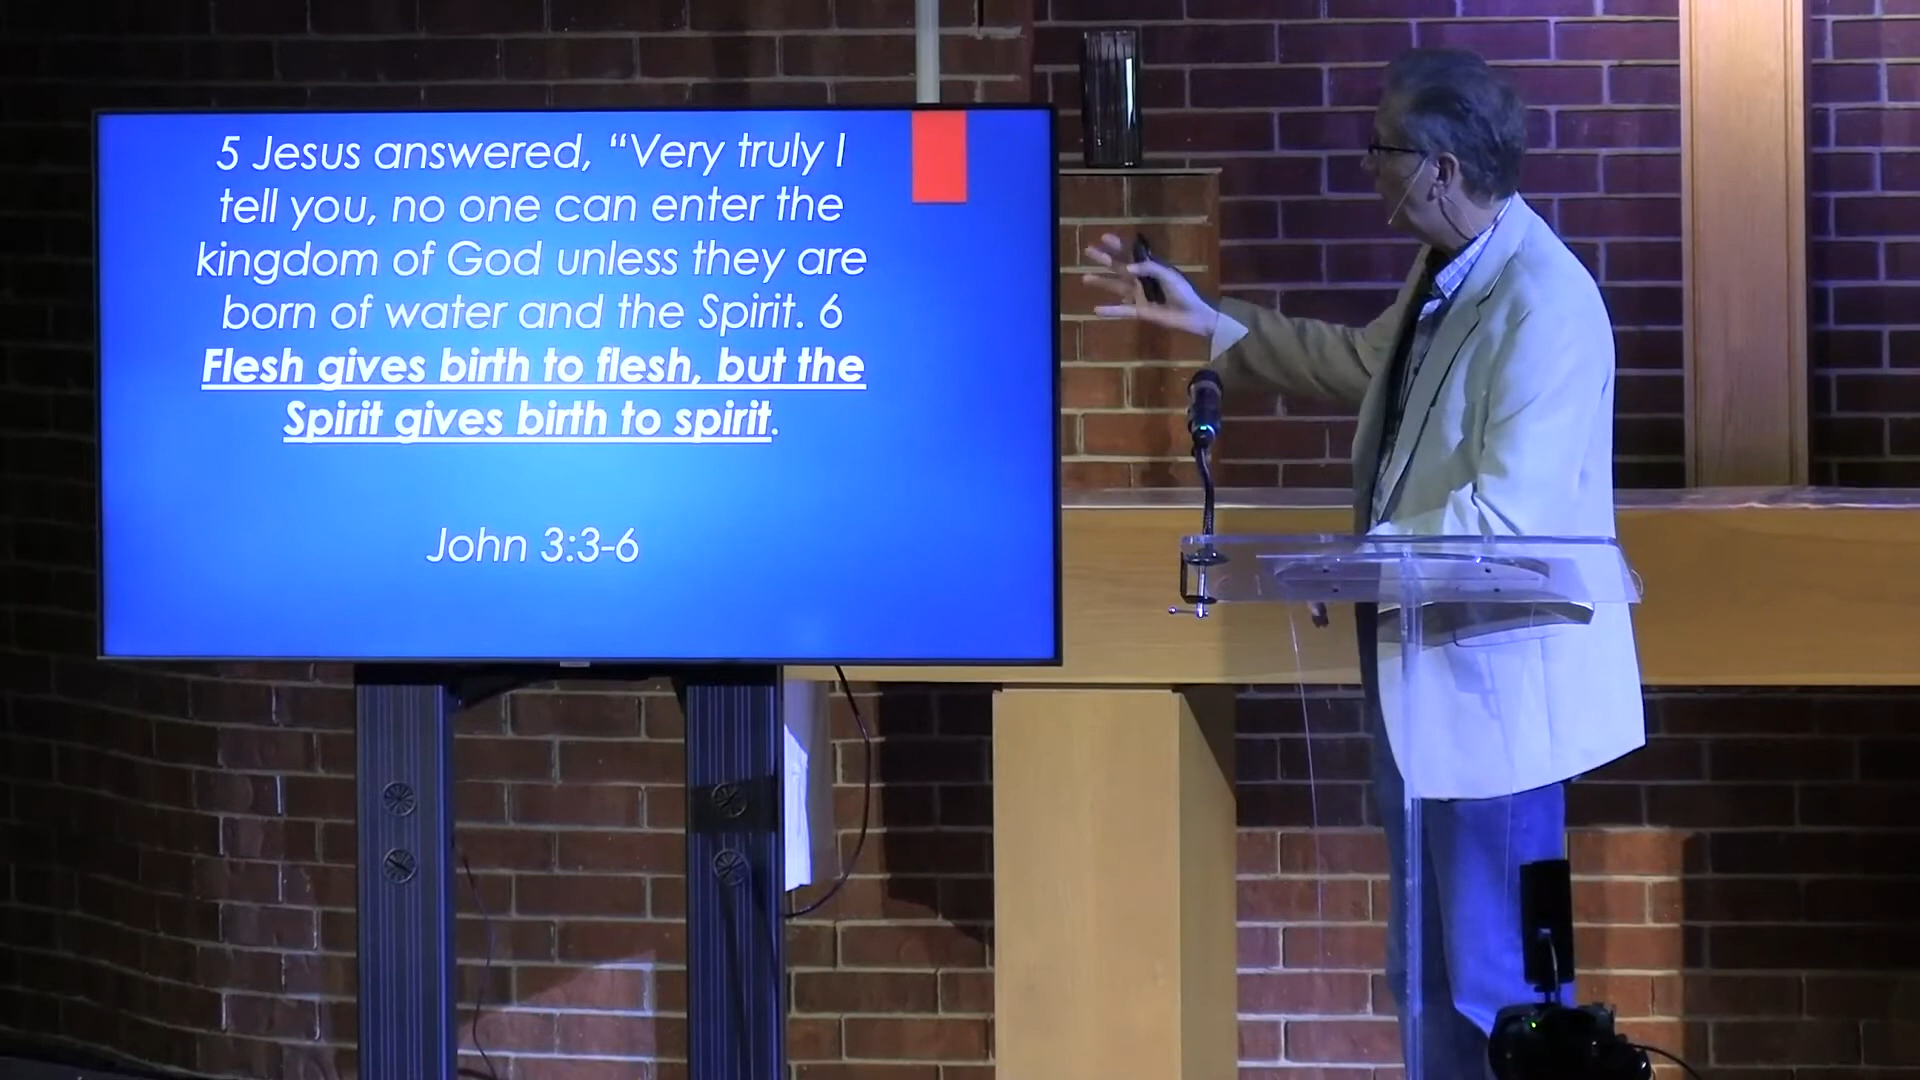 5 Jesus answered, “Very truly I
tell you, no one can enter the
kingdom of God unless they are
born of water and the Spirit. 6
Flesh gives birth to flesh, but the
Spirit gives birth to spirit.
John 3:3-6